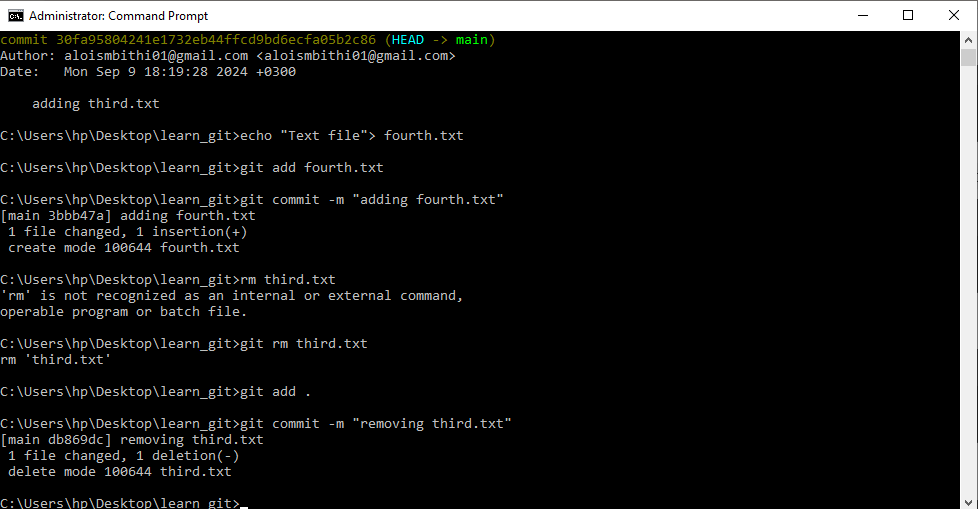 Administrator: Command Prompt
commit 30fa95804241e1732eb44ffcd9bd6ecfa05b2c86 (HEAD -> main)
Author: aloismbithi01@gmail.com <aloismbithi01@gmail.com>
Date:   Mon Sep 9 18:19:28 2024 +0300
    adding third.txt
C:\Users\hp\Desktop\learn_git>echo "Text file"> fourth.txt
C:\Users\hp\Desktop\learn_git>git add fourth.txt
C:\Users\hp\Desktop\learn_git>git commit -m "adding fourth.txt"
[main 3bbb47a] adding fourth.txt
 1 file changed, 1 insertion(+)
 create mode 100644 fourth.txt
C:\Users\hp\Desktop\learn_git>rm third.txt
'rm' is not recognized as an internal or external command,
operable program or batch file.
C:\Users\hp\Desktop\learn_git>git rm third.txt
rm 'third.txt'
C:\Users\hp\Desktop\learn_git>git add .
C:\Users\hp\Desktop\learn_git>git commit -m "removing third.txt"
[main db869dc] removing third.txt
 1 file changed, 1 deletion(-)
 delete mode 100644 third.txt
C:\Users\hp\Desktop\learn_git>